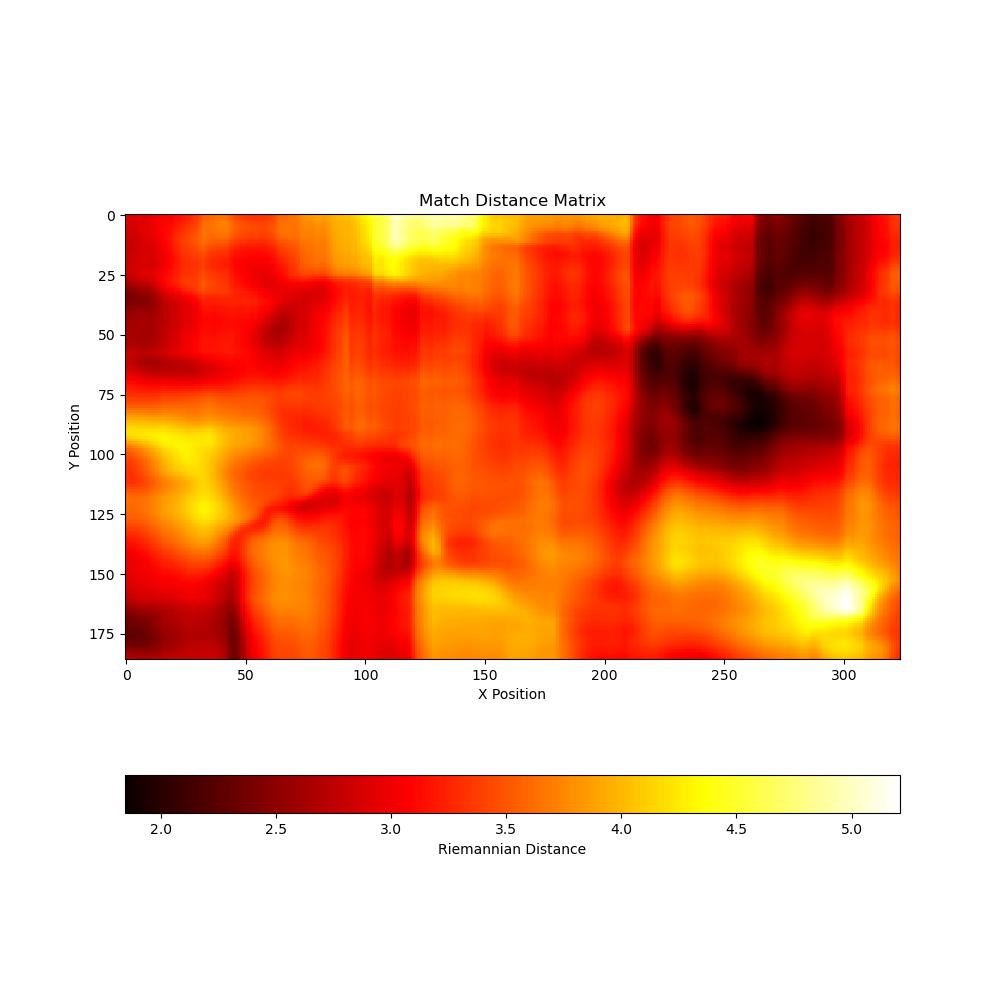 Match Distance Matrix
0
25
50
75
100
125
150
175
Y Position
0 50 100 150 200 250 300
X Position
2.0 2.5 3.0 3.5 4.0 4.5 5.0
Riemannian Distance